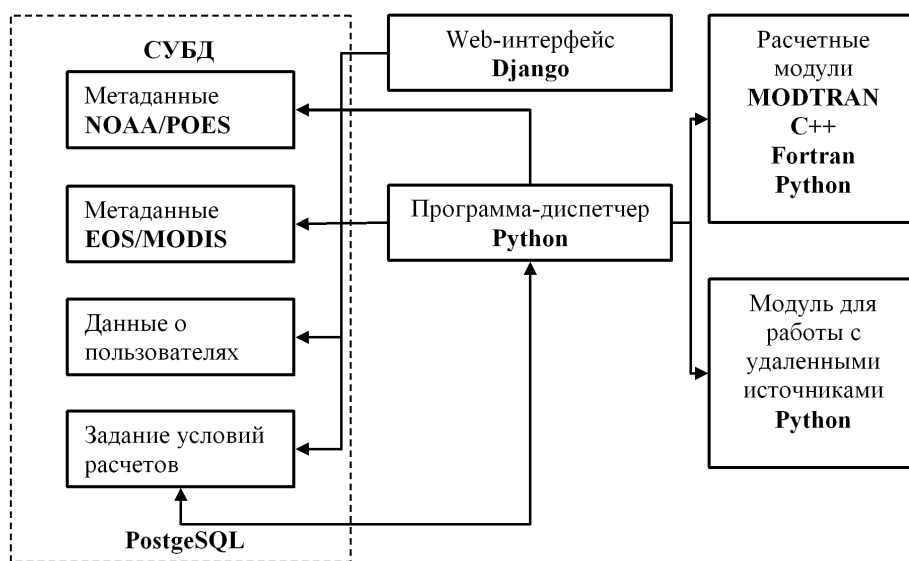 СУБД
Метаданные
NOAA/POES
Метаданные
EOS/MODIS
Данные о
пользователях
Задание условий
расчетов
PostgeSQL
Web-интерфейс
Django
Программа-диспетчер
Python
Расчетные
модули
MODTRAN
C++
Fortran
Python
Модуль для
работы с
удаленными
источниками
Python